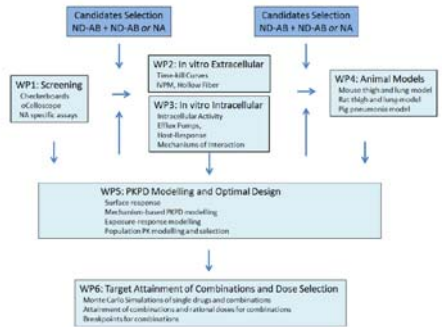 Candidates Selection
ND-AB + ND-AB or NA
Candidates Selection
ND-AB + ND-AB or NA
WP1: Screening
Checkerboards
oCelloscope
NA specific assays
WP2: In vitro Extracellular
Time-kill Curves
IVPM, Hollow Fiber
WP3: In vitro Intracellular
Intracellular Activity
Efflux Pumps,
Host-Response
Mechanisms of Interaction
WP4: Animal Models
Mouse thigh and lung model
Rat thigh and lung model
Pig pneumonia model
WP5: PKPD Modelling and Optimal Design
Surface response
Mechanism-based PKPD modelling
Exposure-response modelling
Population PK modelling and selection
WP6: Target Attainment of Combinations and Dose Selection
Monte Carlo Simulations of single drugs and combinations
Attainment of combinations and rational doses for combinations
Breakpoints for combinations